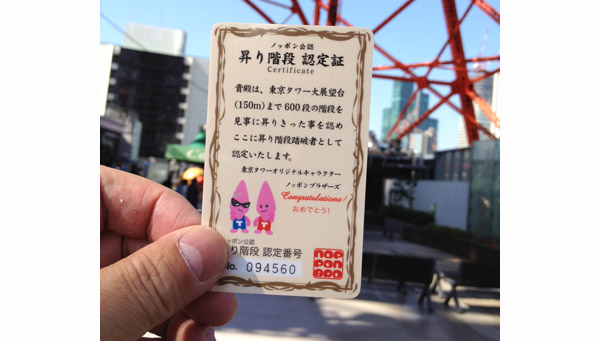 ノッポン公認
昇り階段 認定証
Certificate
貴殿は、東京タワー大展望台
(150m)まで600段の階段を
見事に昇りきった事を認め
ここに昇り階段踏破者として
認定いたします。
東京タワーオリジナルキャラクター
ノッポンブラザーズ
Congratulations!
おめでとう!
ノッポン公認
り階段 認定番号
No. 094560
NOP
PON
BRO